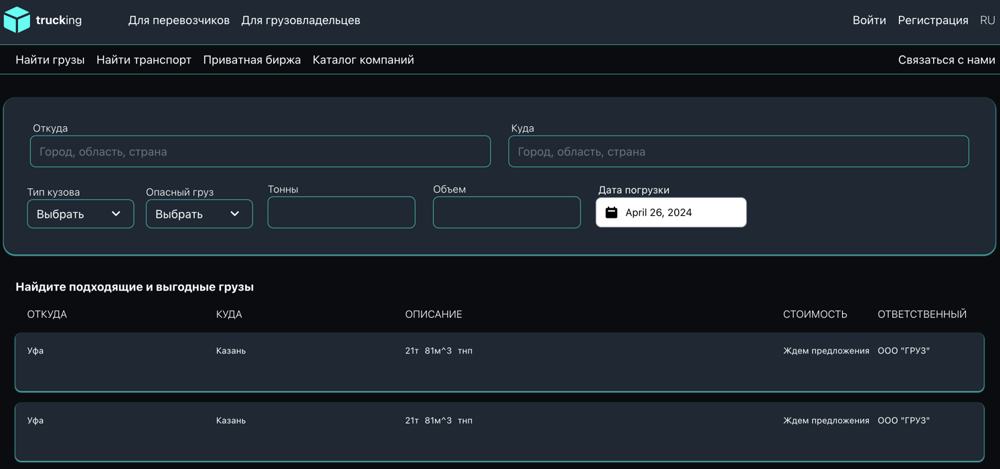 trucking Для перевозчиков Для грузовладельцев Войти Регистрация RU
Найти грузы Найти транспорт Приватная биржа Каталог компаний Связаться с нами
Откуда Куда
Город, область, страна Город, область, страна
Тип кузова Опасный груз Тонны Объем Дата погрузки
Выбрать Выбрать April 26, 2024
Найдите подходящие и выгодные грузы
ОТКУДА КУДА ОПИСАНИЕ СТОИМОСТЬ ОТВЕТСТВЕННЫЙ
Уфа Казань 21т 81м^3 тнп Ждем предложения ООО "ГРУЗ"
Уфа Казань 21т 81м^3 тнп Ждем предложения ООО "ГРУЗ"